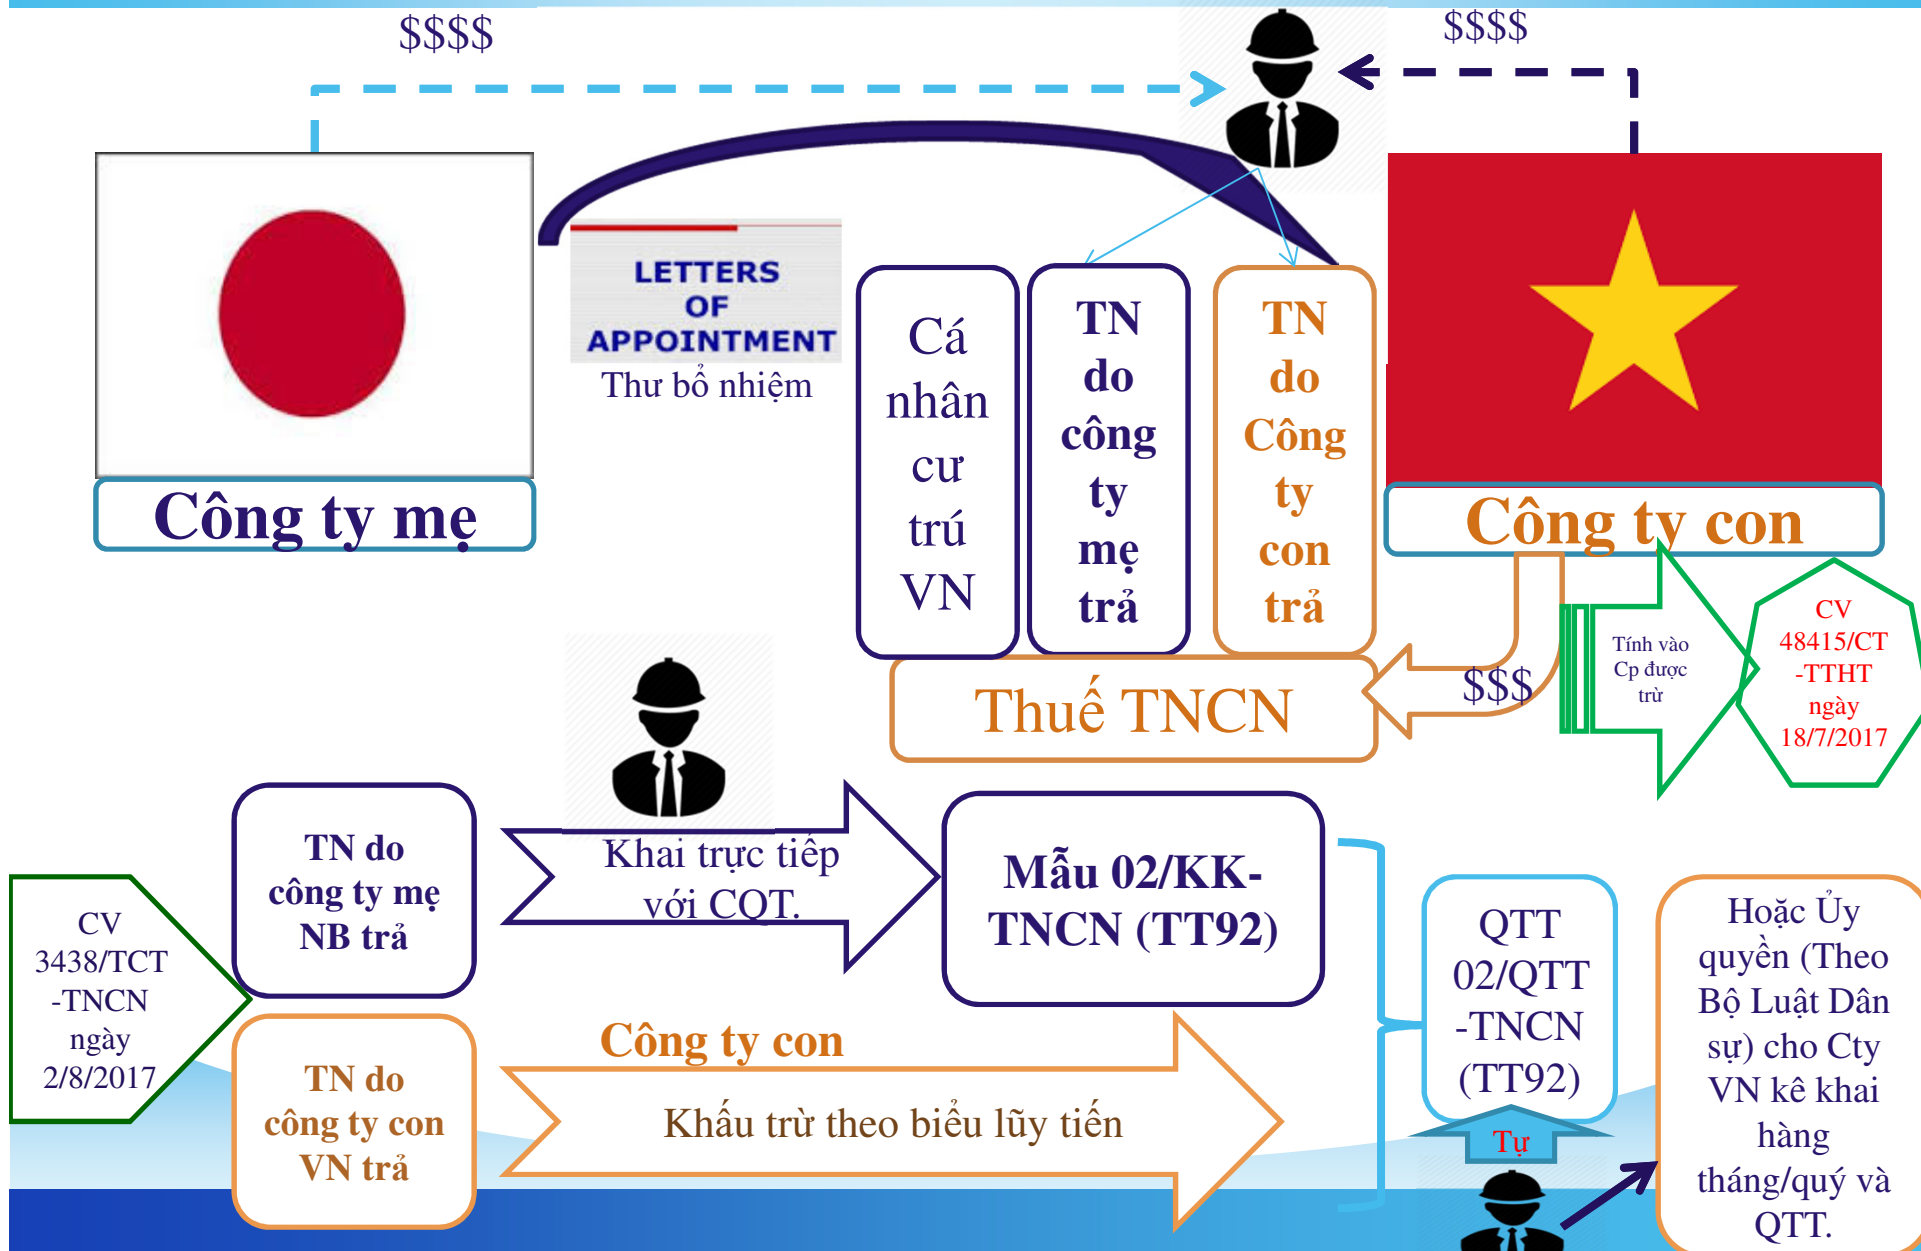 $$$$
$$$$
LETTERS
OF
APPOINTMENT
Thư bổ nhiệm
Công ty mẹ
Cá
nhân
cư
trú
VN
TN
do
công
ty
mẹ
trả
TN
do
Công
ty
con
trả
Công ty con
Thuế TNCN
$$$
Tính vào
Cp được
trừ
CV
48415/CT
-TTHT
ngày
18/7/2017
CV
3438/TCT
-TNCN
ngày
2/8/2017
TN do
công ty mẹ
NB trả
Khai trực tiếp
với CQT.
Mẫu 02/KK-
TNCN (TT92)
TN do
công ty con
VN trả
Công ty con
Khấu trừ theo biểu lũy tiến
QTT
02/QTT
-TNCN
(TT92)
Tự
Hoặc Ủy
quyền (Theo
Bộ Luật Dân
sự) cho Cty
VN kê khai
hàng
tháng/quý và
QTT.